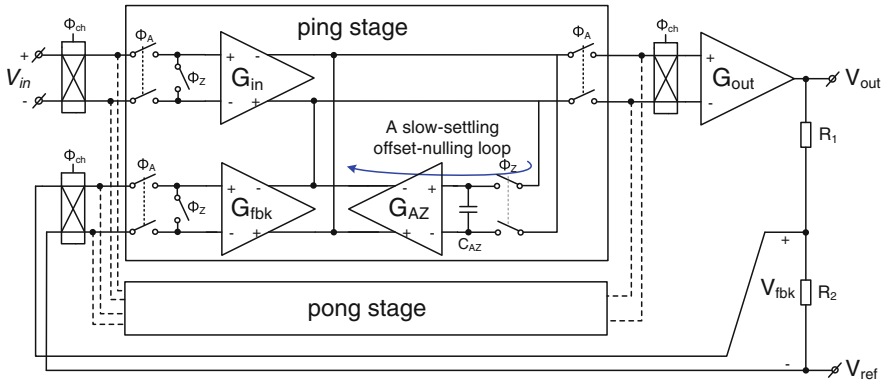 ping stage
Φch
ΦA
ΦZ
+
-
Vin
+
-
Gin
-
+
ΦA
Φch
+
-
Gout
Vout
R1
A slow-settling
offset-nulling loop
Φch
ΦA
ΦZ
+
-
Gfbk
-
+
-
+
GAZ
+
-
CAZ
ΦZ
+
Vfbk
R2
-
pong stage
Vref